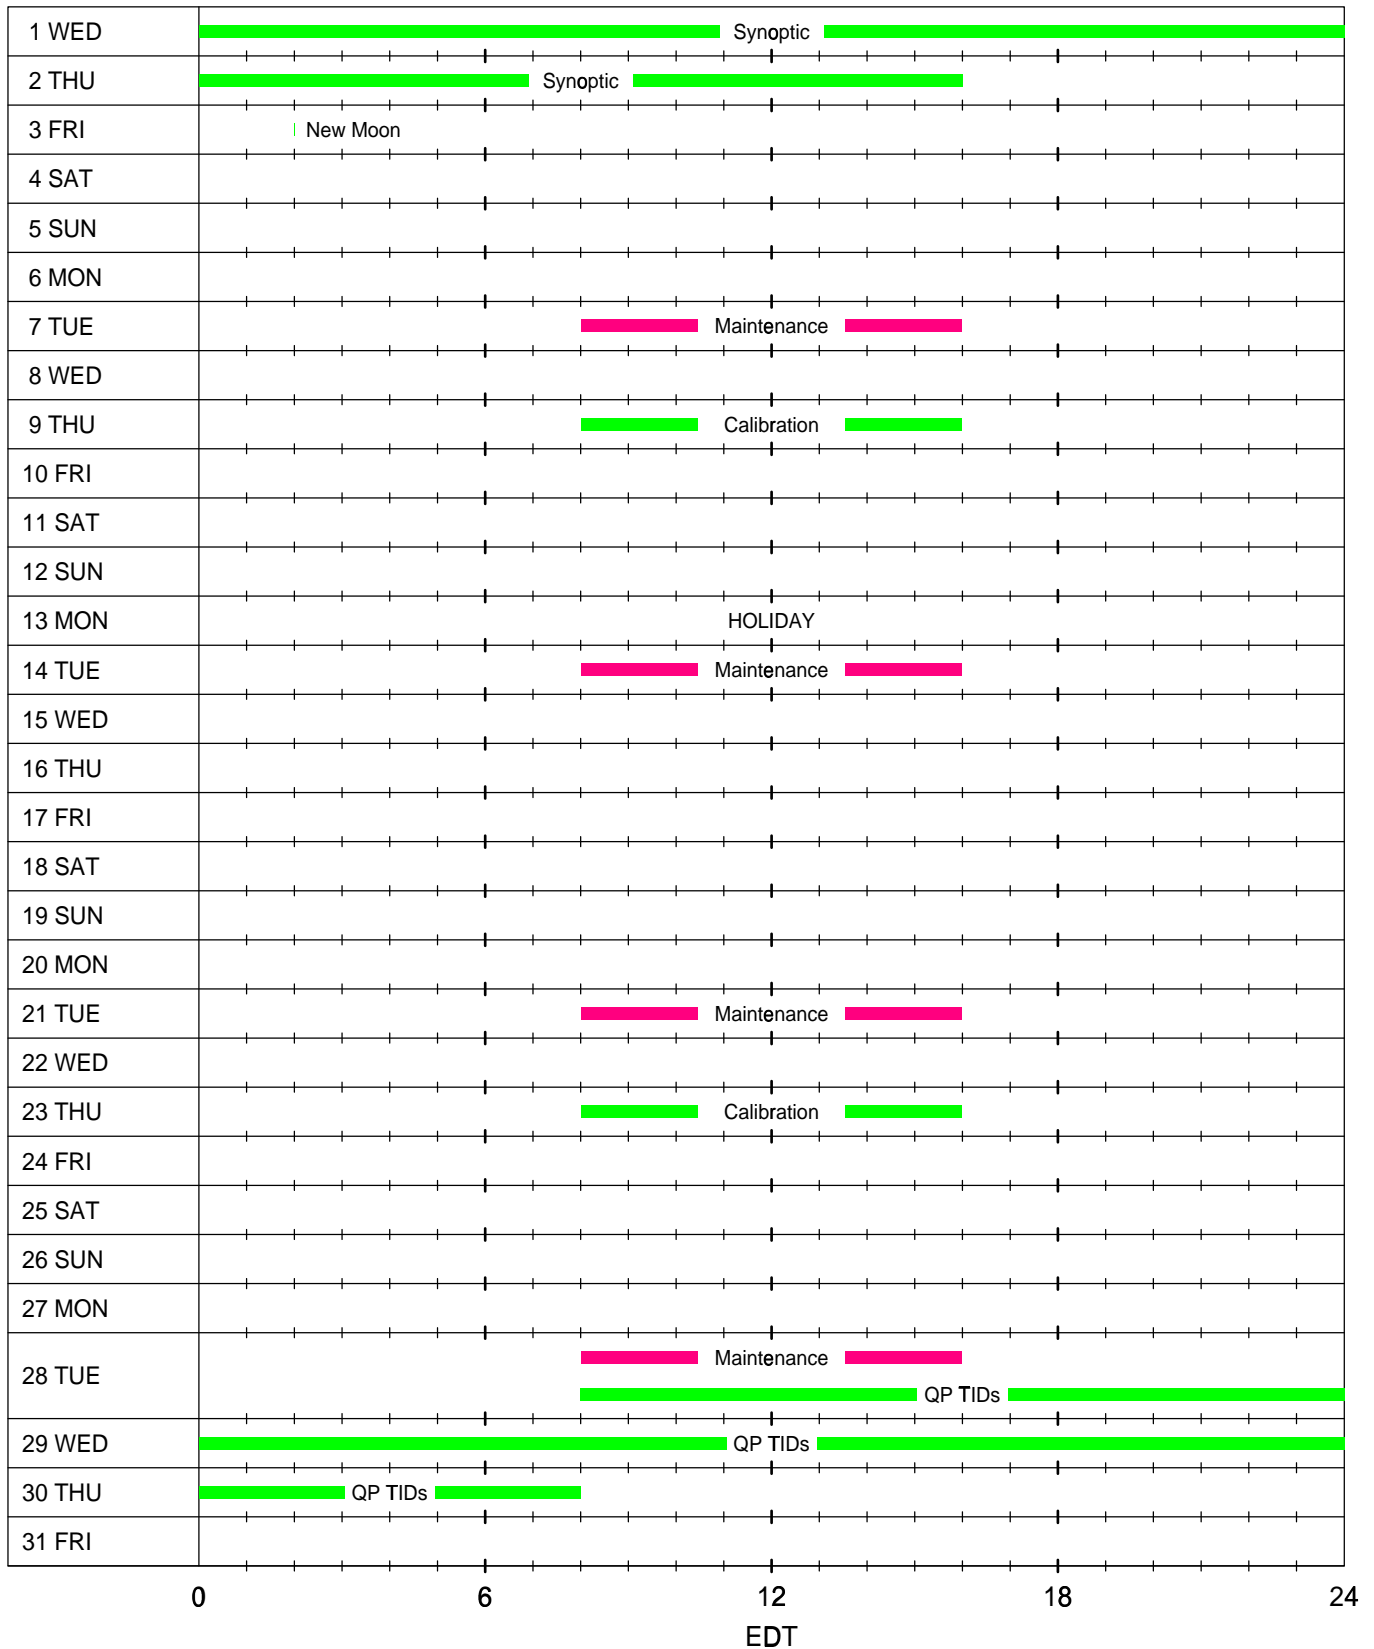 1 WED Synoptic
2 THU Synoptic
3 FRI New Moon
4 SAT
5 SUN
6 MON
7 TUE Maintenance
8 WED
9 THU Calibration
10 FRI
11 SAT
12 SUN
13 MON HOLIDAY
14 TUE Maintenance
15 WED
16 THU
17 FRI
18 SAT
19 SUN
20 MON
21 TUE Maintenance
22 WED
23 THU Calibration
24 FRI
25 SAT
26 SUN
27 MON
Maintenance
28 TUE
QP TIDs
29 WED QP TIDs
30 THU QP TIDs
31 FRI
0 6 12 18 24
EDT